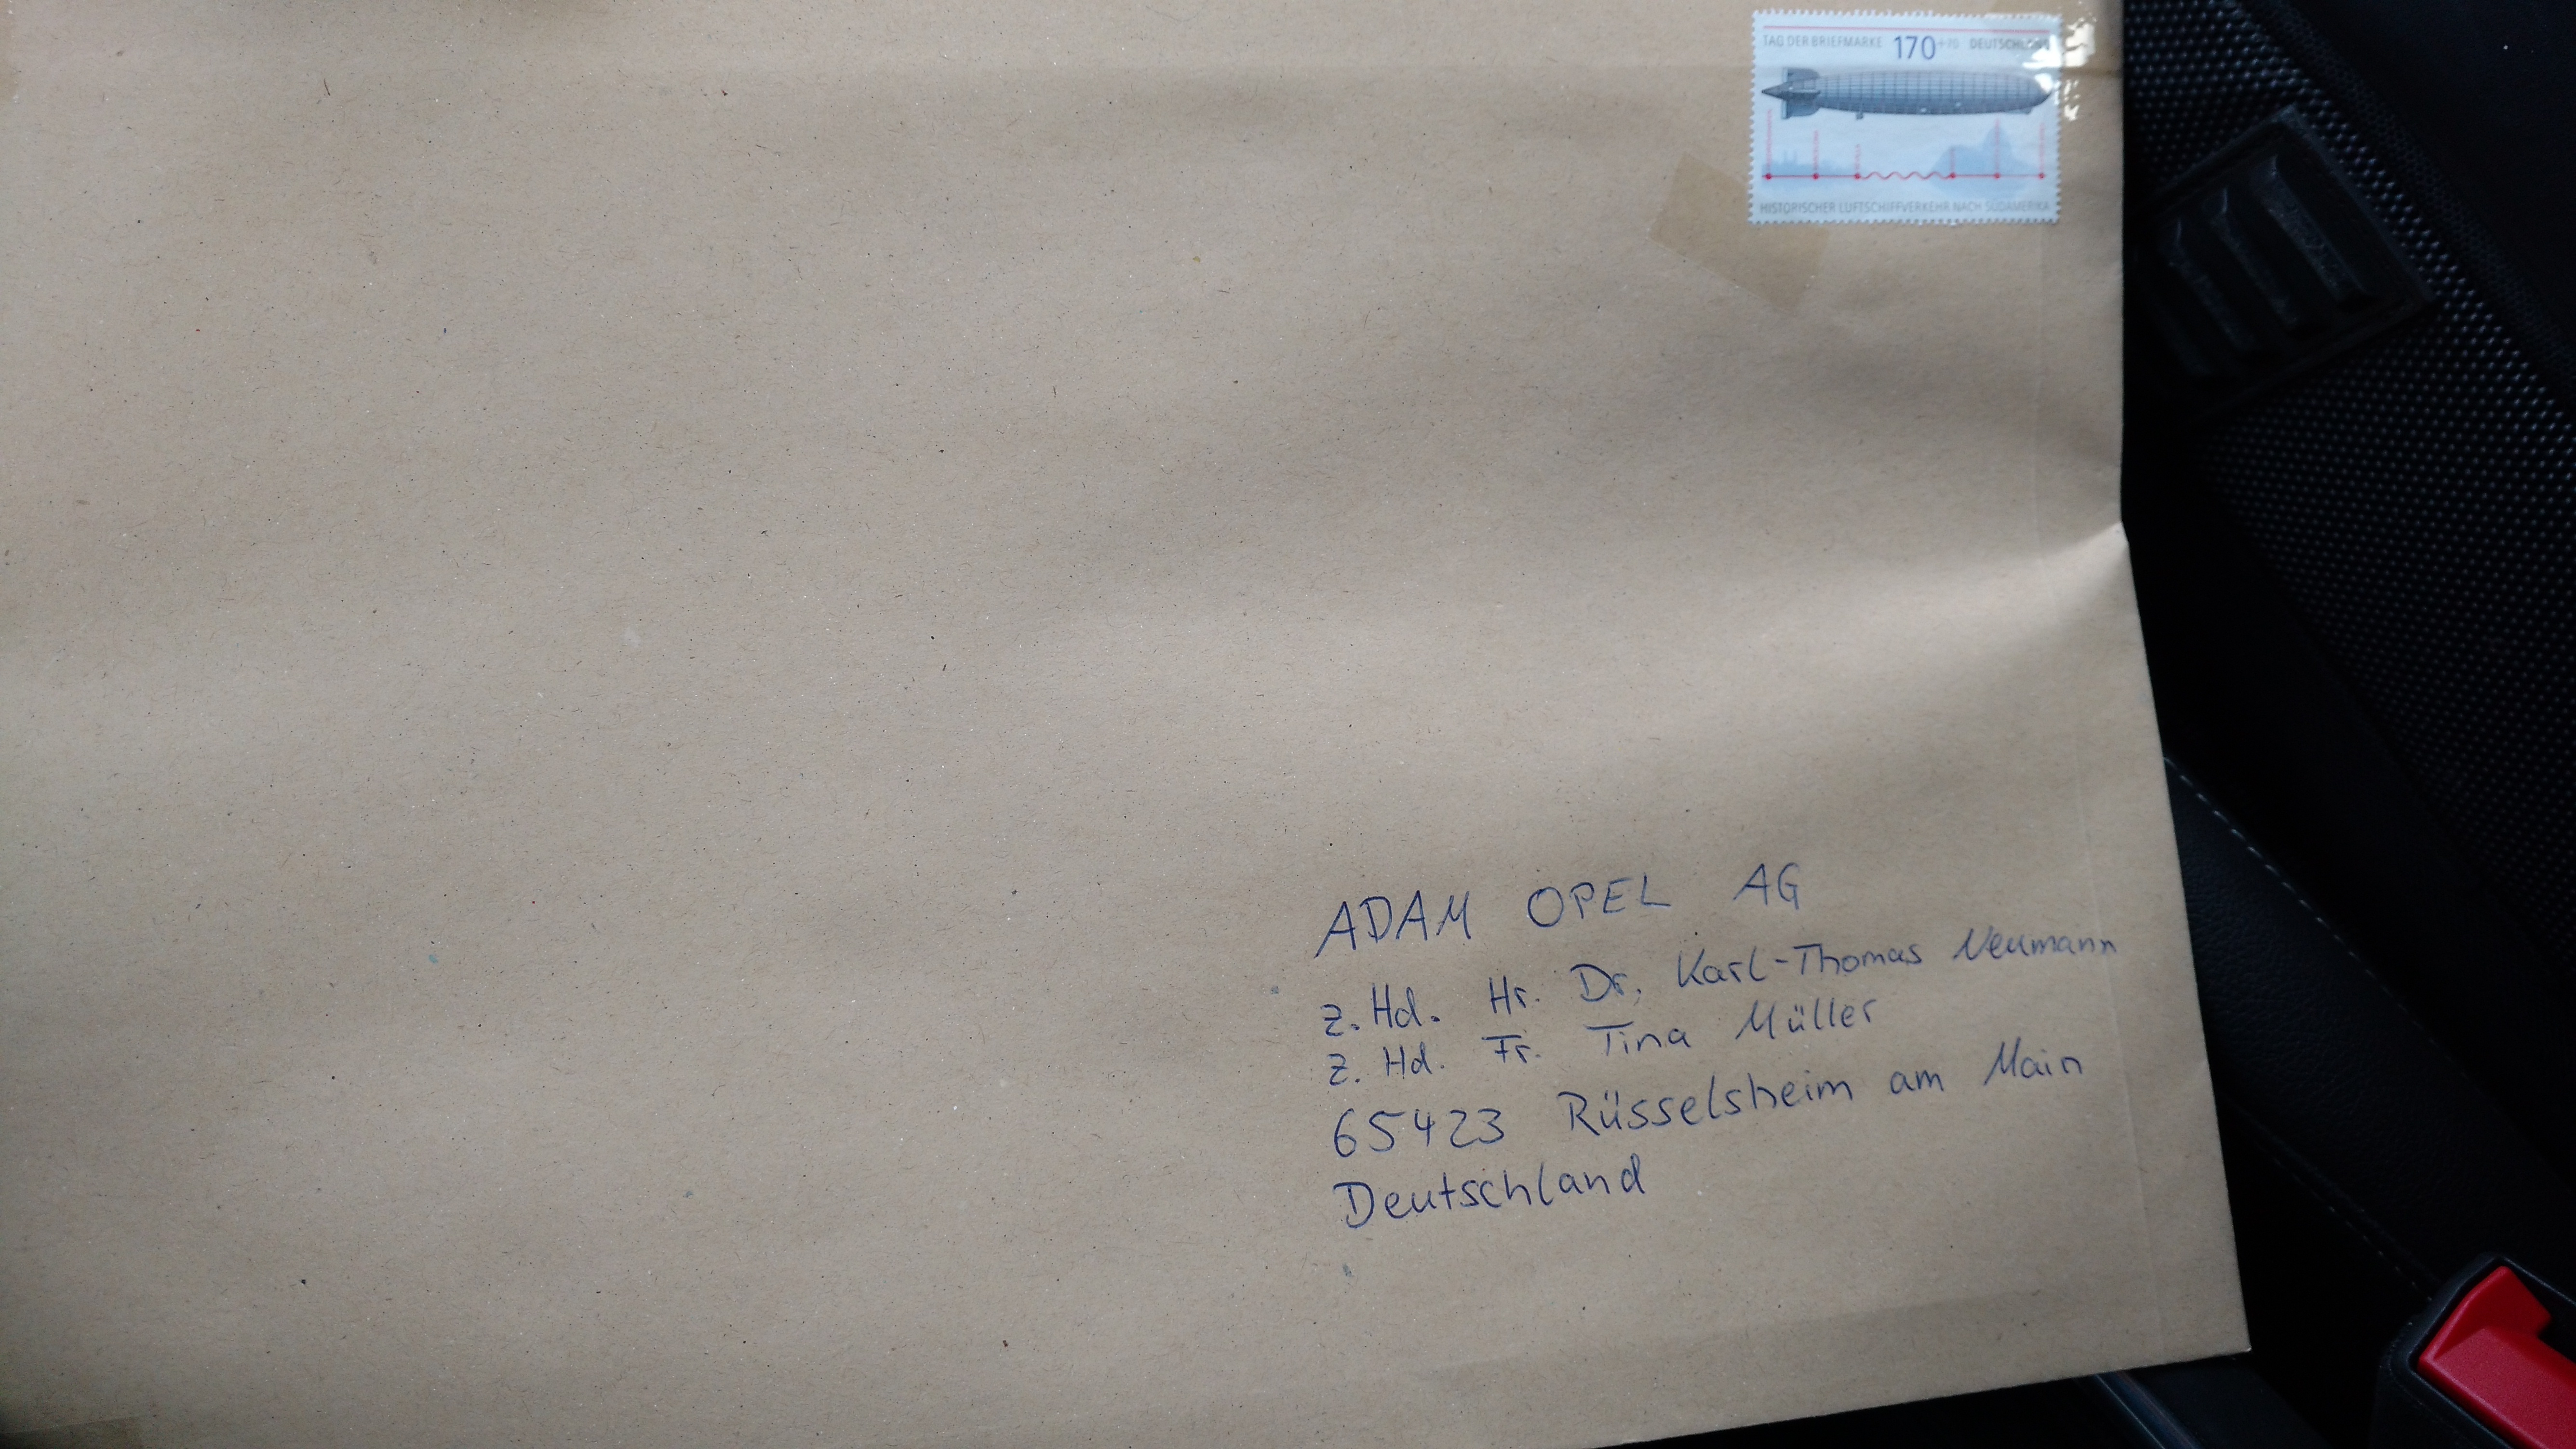 TAG DER BRIEFMARKE 170+70 DEUTSCHLAND
HISTORISCHER LUFTSCHIFFVERKEHR NACH SÜDAMERIKA
ADAM OPEL AG
z. Hd. Hr. Dr. Karl-Thomas Neumann
z. Hd. Fr. Tina Müller
65423 Rüsselsheim am Main
Deutschland